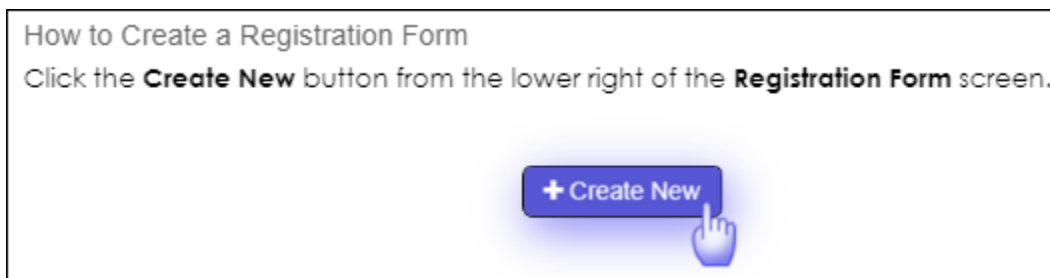 How to Create a Registration Form
Click the Create New button from the lower right of the Registration Form screen.
+ Create New